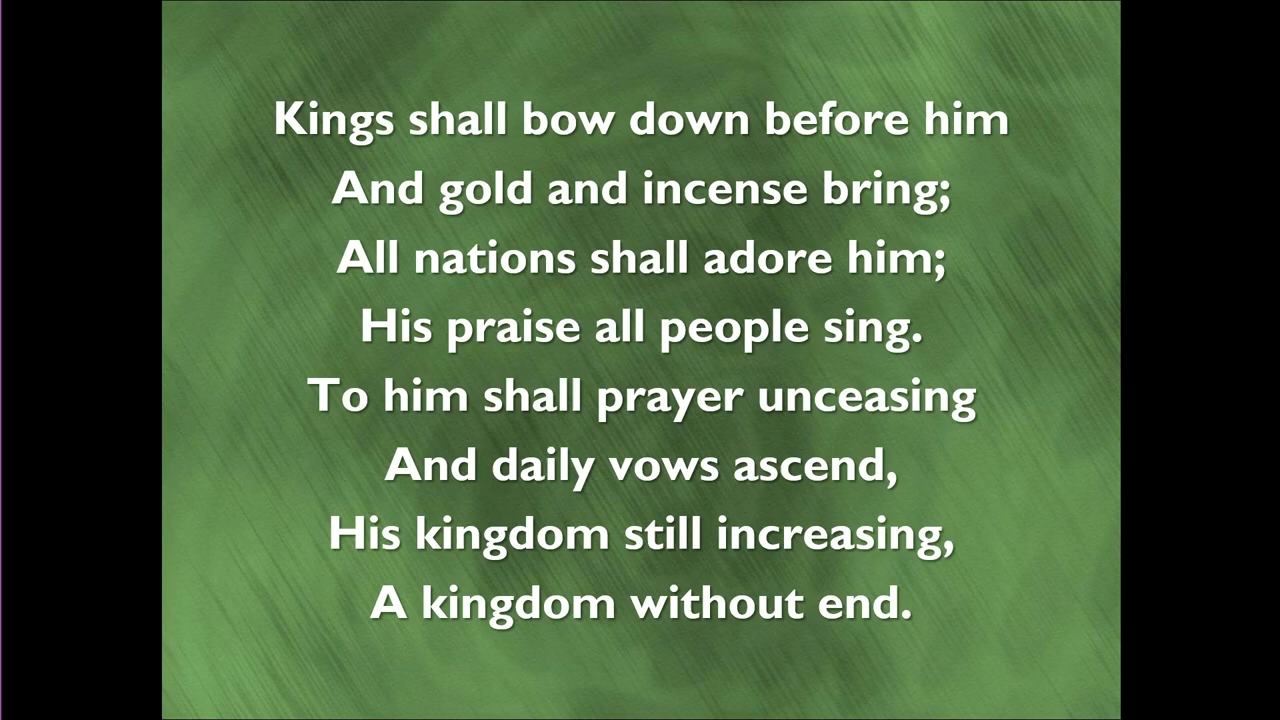 Kings shall bow down before him
And gold and incense bring;
All nations shall adore him;
His praise all people sing.
To him shall prayer unceasing
And daily vows ascend,
His kingdom still increasing,
A kingdom without end.